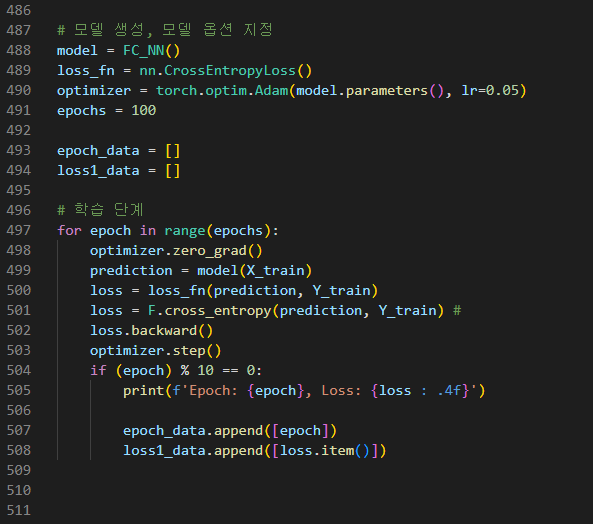 486
487 # 모델 생성, 모델 옵션 지정
488 model = FC_NN()
489 loss_fn = nn.CrossEntropyLoss()
490 optimizer = torch.optim.Adam(model.parameters(), lr=0.05)
491 epochs = 100
492
493 epoch_data = []
494 loss1_data = []
495
496 # 학습 단계
497 for epoch in range(epochs):
498     optimizer.zero_grad()
499     prediction = model(X_train)
500     loss = loss_fn(prediction, Y_train)
501     loss = F.cross_entropy(prediction, Y_train) #
502     loss.backward()
503     optimizer.step()
504     if (epoch) % 10 == 0:
505         print(f'Epoch: {epoch}, Loss: {loss : .4f}')
506
507         epoch_data.append([epoch])
508         loss1_data.append([loss.item()])
509
510
511